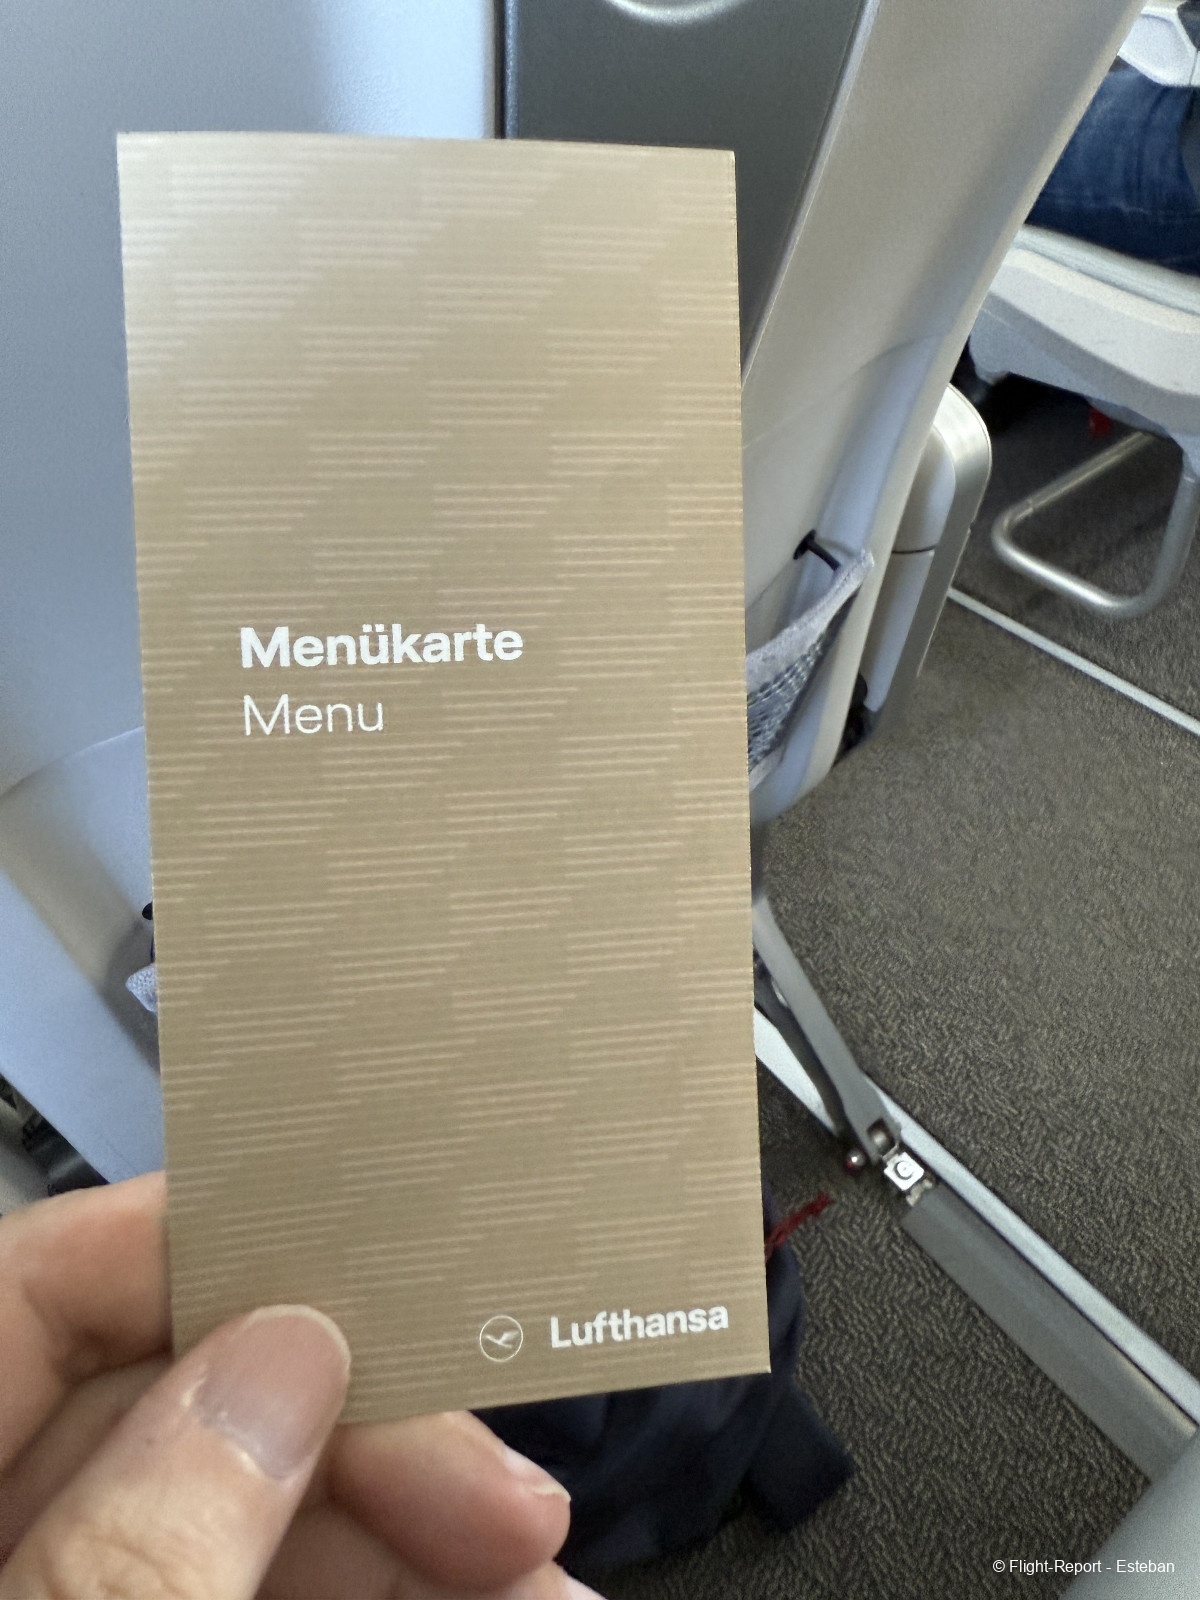 Menükarte
Menu
Lufthansa
© Flight-Report - Esteban